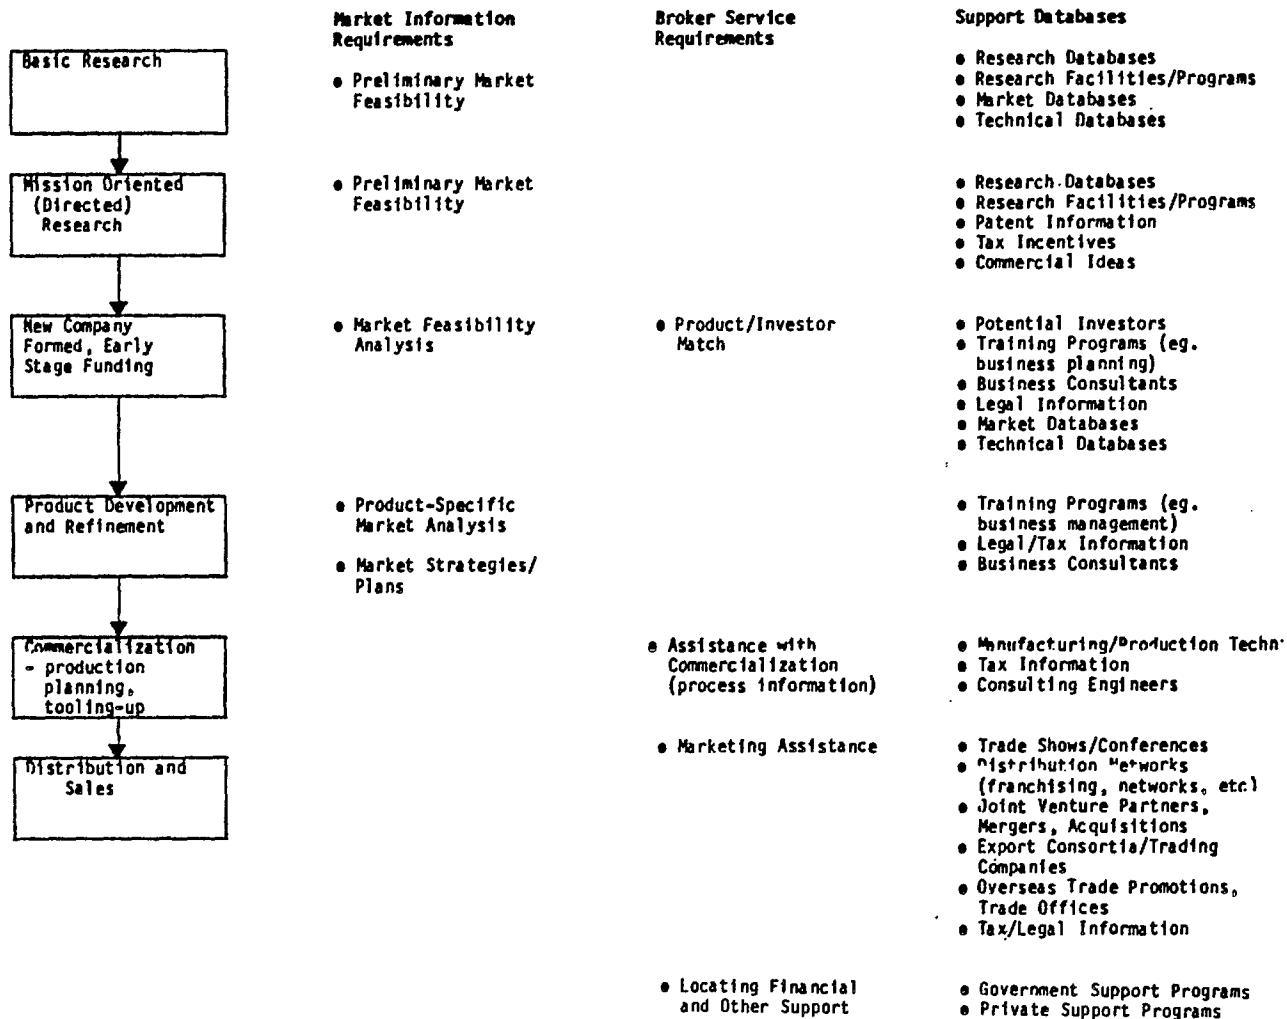 Market Information
Requirements
Broker Service
Requirements
Support Databases
Basic Research
● Preliminary Market
Feasibility
● Research Databases
● Research Facilities/Programs
● Market Databases
● Technical Databases
Mission Oriented
(Directed)
Research
● Preliminary Market
Feasibility
● Research Databases
● Research Facilities/Programs
● Patent Information
● Tax Incentives
● Commercial Ideas
New Company
Formed, Early
Stage Funding
● Market Feasibility
Analysis
● Product/Investor
Match
● Potential Investors
● Training Programs (eg.
business planning)
● Business Consultants
● Legal Information
● Market Databases
● Technical Databases
Product Development
and Refinement
● Product-Specific
Market Analysis
● Market Strategies/
Plans
● Training Programs (eg.
business management)
● Legal/Tax Information
● Business Consultants
Commercialization
- production
planning,
tooling-up
● Assistance with
Commercialization
(process information)
● Manufacturing/Production Techn
● Tax Information
● Consulting Engineers
Distribution and
Sales
● Marketing Assistance
● Trade Shows/Conferences
● Distribution Networks
(franchising, networks, etc)
● Joint Venture Partners,
Mergers, Acquisitions
● Export Consortia/Trading
Companies
● Overseas Trade Promotions,
Trade Offices
● Tax/Legal Information
● Locating Financial
and Other Support
● Government Support Programs
● Private Support Programs